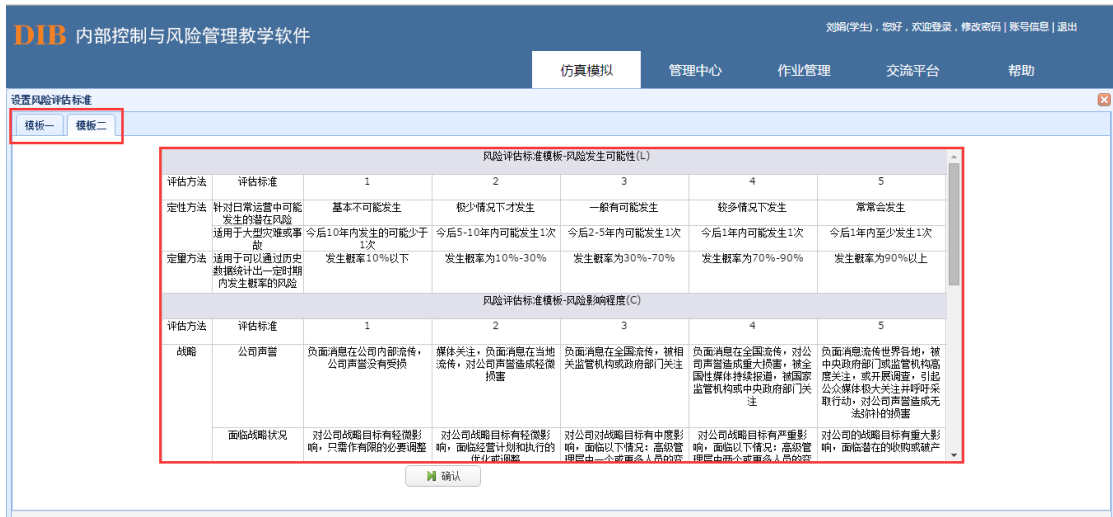 DIB 内部控制与风险管理教学软件
刘娟(学生)，您好，欢迎登录，修改密码 | 账号信息 | 退出
仿真模拟 管理中心 作业管理 交流平台 帮助
设置风险评估标准
模板一 模板二
风险评估标准模板-风险发生可能性(L)
评估方法 评估标准 1 2 3 4 5
定性方法 针对日常运营中可能 基本不可能发生 极少情况下才发生 一般有可能发生 较多情况下发生 常常会发生
发生的潜在风险
适用于大型灾难或事 今后10年内发生的可能少于 今后5-10年内可能发生1次 今后2-5年内可能发生1次 今后1年内可能发生1次 今后1年内至少发生1次
故 1次
定量方法 适用于可以通过历史 发生概率10%以下 发生概率为10%-30% 发生概率为30%-70% 发生概率为70%-90% 发生概率为90%以上
数据统计出一定时期
内发生概率的风险
风险评估标准模板-风险影响程度(C)
评估方法 评估标准 1 2 3 4 5
战略 公司声誉 负面消息在公司内部流传， 媒体关注，负面消息在当地 负面消息在全国流传，被相 负面消息在全国流传，对公 负面消息流传世界各地，被
公司声誉没有受损 流传，对公司声誉造成轻微 关监管机构或政府部门关注 司声誉造成重大损害，被全 中央政府部门或监管机构高
损害 国性媒体持续报道，被国家 度关注，或开展调查，引起
监管机构或中央政府部门关 公众媒体极大关注并呼吁采
注 取行动，对公司声誉造成无
法弥补的损害
面临战略状况 对公司战略目标有轻微影 对公司战略目标有轻微影 对公司对战略目标有中度影 对公司战略目标有严重影 对公司的战略目标有重大影
响，只需作有限的必要调整 响，面临经营计划和执行的 响，面临以下情况：高级管 响，面临以下情况：高级管 响，面临潜在的收购或破产
优化或调整 理层中一个或更多人员的变 理层中两个或更多人员的变
确认